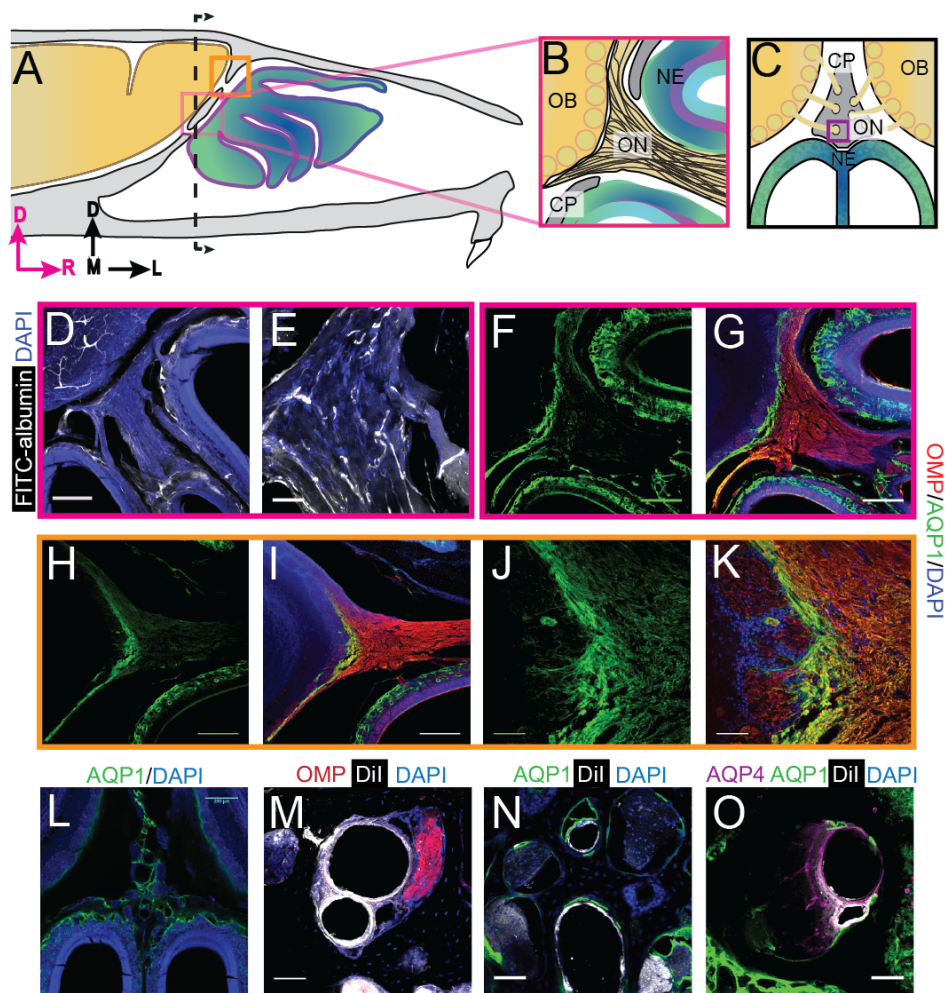 A
B
OB
NE
ON
CP
C
CP
OB
ON
NE
D
D
R
M
L
FITC-albumin DAPI
D
E
F
G
OMP/AQP1/DAPI
H
I
J
K
AQP1/DAPI
OMP DiI DAPI
AQP1 DiI DAPI
AQP4 AQP1 DiI DAPI
L
M
N
O